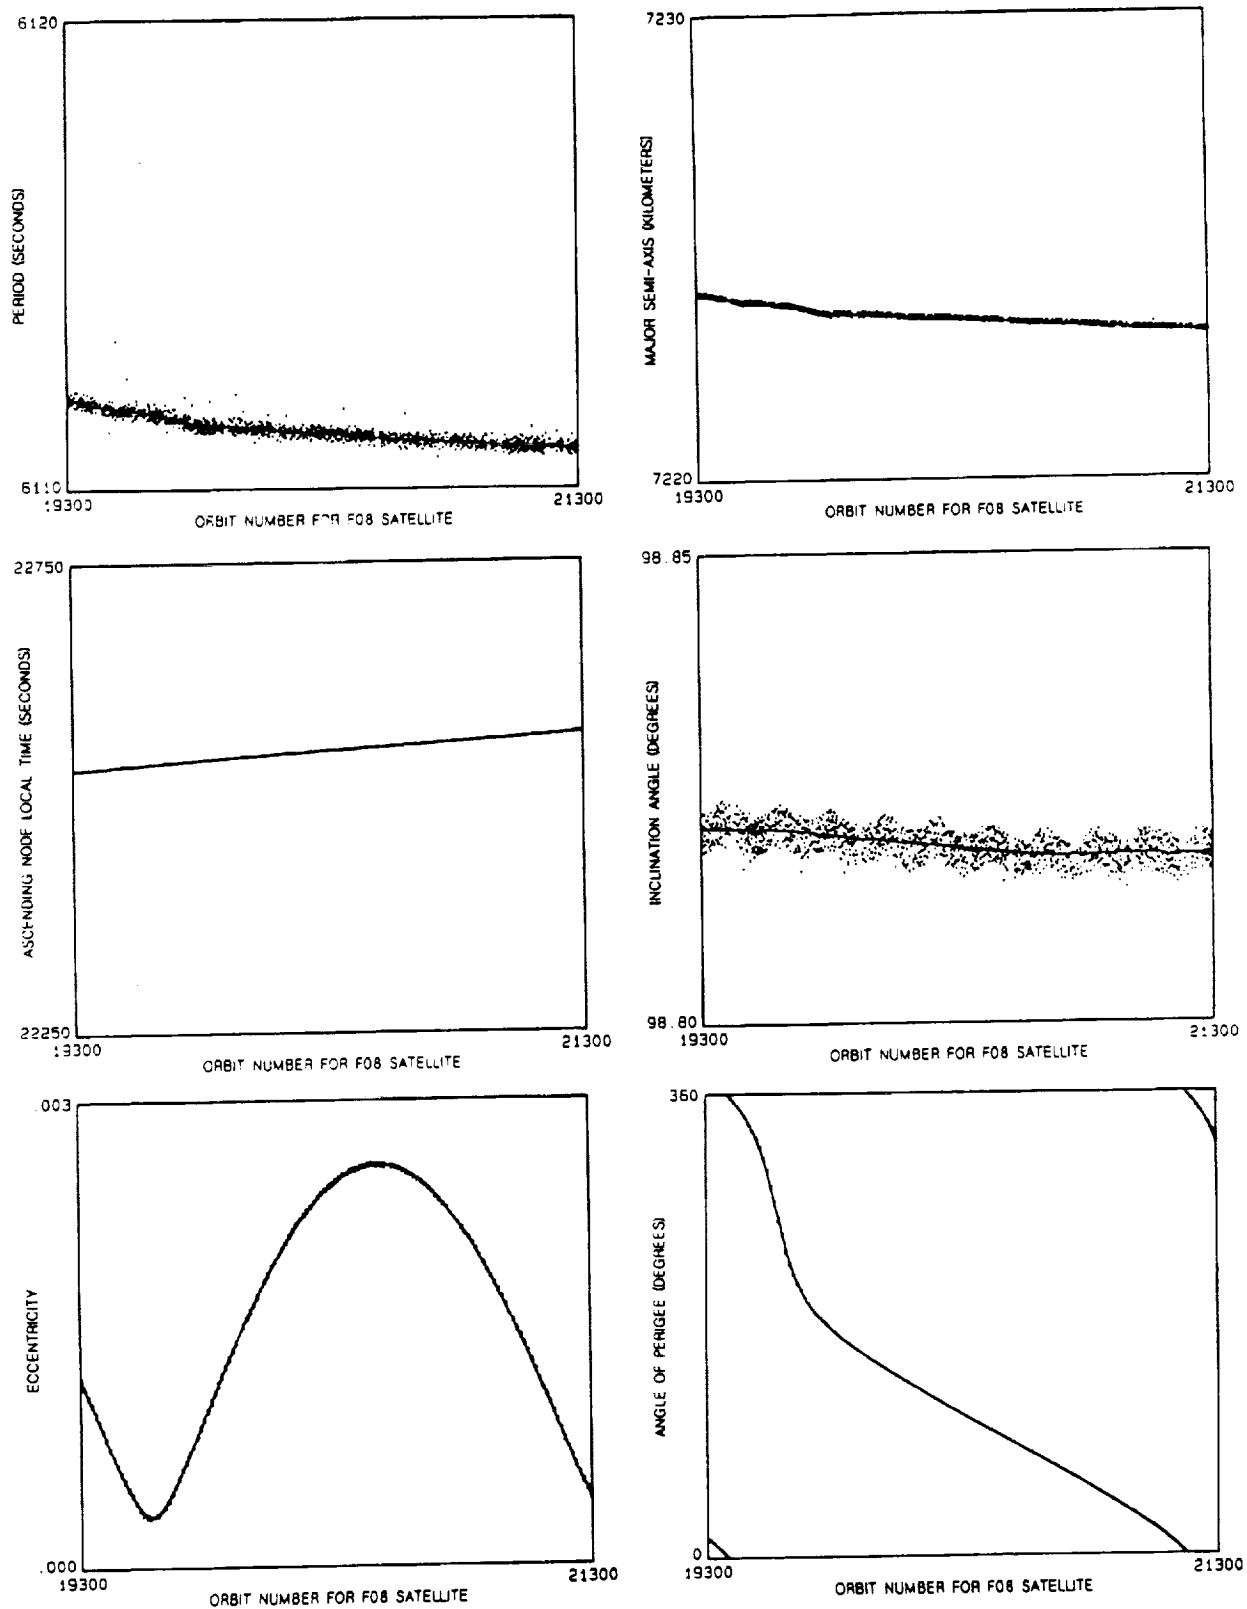 6120
PERIOD (SECONDS)
6110
19300
21300
ORBIT NUMBER FOR F08 SATELLITE
7230
MAJOR SEMI-AXIS (KILOMETERS)
7220
19300
21300
ORBIT NUMBER FOR F08 SATELLITE
22750
ASCENDING NODE LOCAL TIME (SECONDS)
22250
19300
21300
ORBIT NUMBER FOR F08 SATELLITE
98.85
INCLINATION ANGLE (DEGREES)
98.80
19300
21300
ORBIT NUMBER FOR F08 SATELLITE
.003
ECCENTRICITY
.000
19300
21300
ORBIT NUMBER FOR F08 SATELLITE
360
ANGLE OF PERIGEE (DEGREES)
0
19300
21300
ORBIT NUMBER FOR F08 SATELLITE